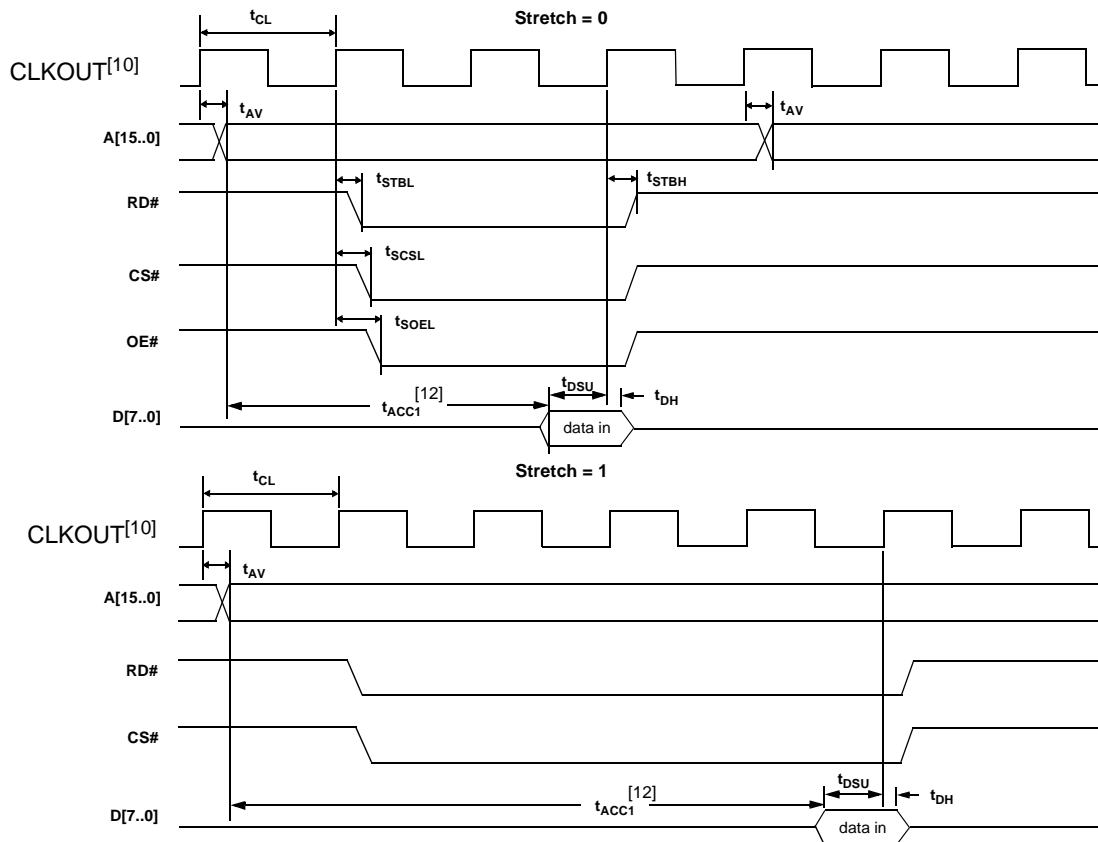 Stretch = 0
tCL
CLKOUT[10]
tAV
tAV
A[15..0]
tSTBL
tSTBH
RD#
tSCSL
CS#
tSOEL
OE#
tDSU
tACC1[12]
tDH
D[7..0]
data in
Stretch = 1
tCL
CLKOUT[10]
tAV
A[15..0]
RD#
CS#
tDSU
tACC1[12]
tDH
D[7..0]
data in